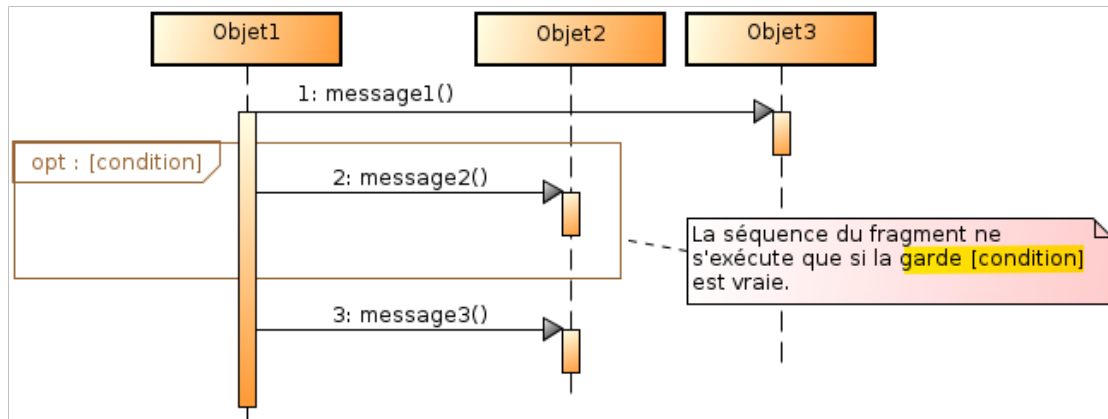 Objet1
Objet2
Objet3
1: message1()
opt : [condition]
2: message2()
La séquence du fragment ne
s'exécute que si la garde [condition]
est vraie.
3: message3()